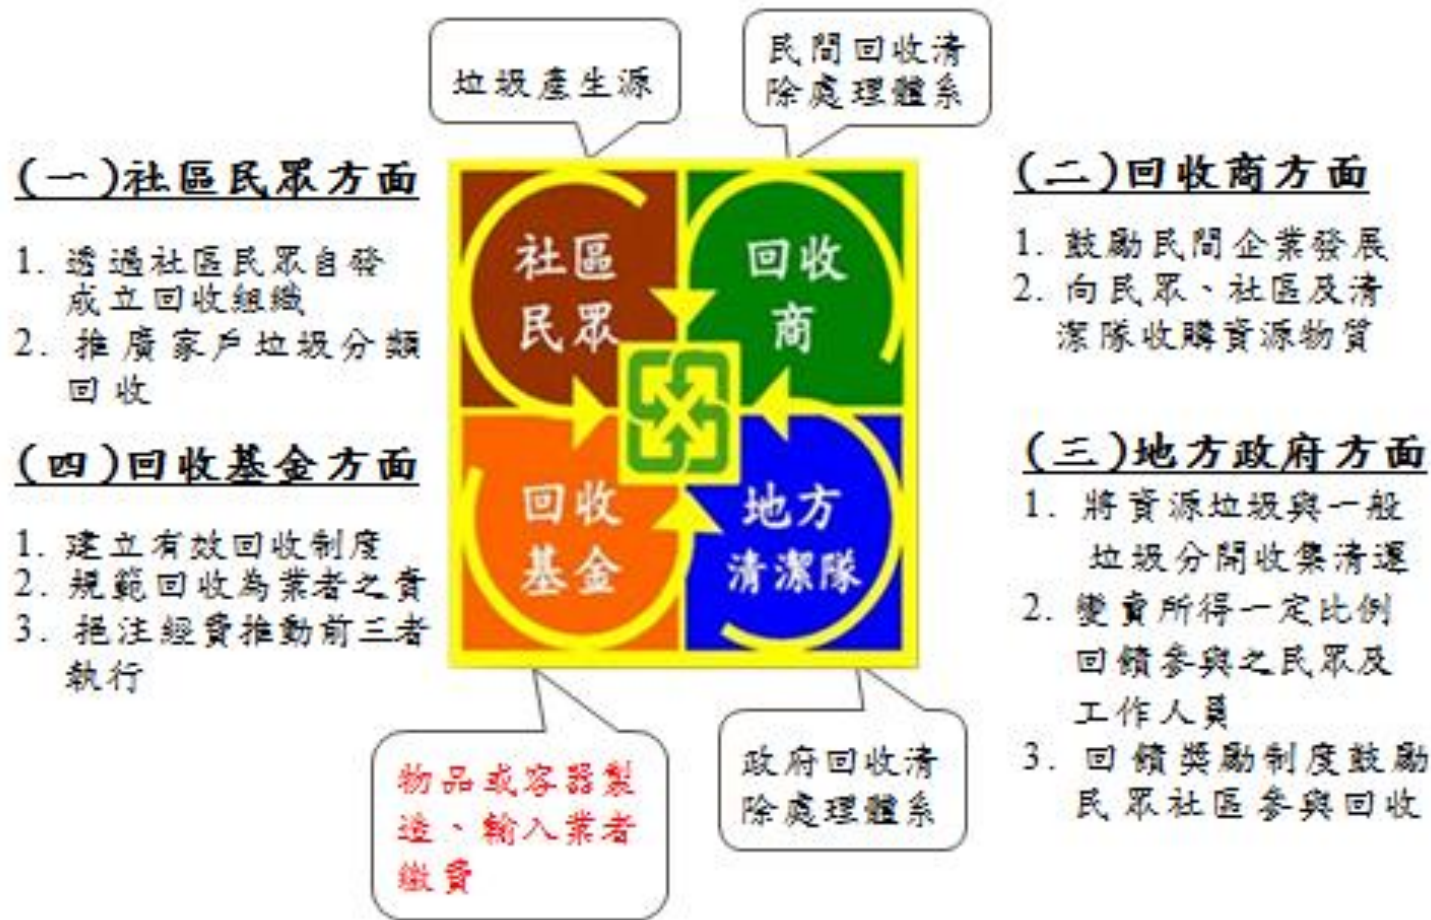 垃圾產生源
民間回收清
除處理體系
(一)社區民眾方面
1. 透過社區民眾自發
成立回收組織
2. 推廣家戶垃圾分類
回收
(二)回收商方面
1. 鼓勵民間企業發展
2. 向民眾、社區及清
潔隊收購資源物質
社區
民眾
回收
商
回收
基金
地方
清潔隊
(四)回收基金方面
1. 建立有效回收制度
2. 規範回收為業者之責
3. 挹注經費推動前三者
執行
(三)地方政府方面
1. 將資源垃圾與一般
垃圾分開收集清運
2. 變賣所得一定比例
回饋參與之民眾及
工作人員
3. 回饋獎勵制度鼓勵
民眾社區參與回收
物品或容器製
造、輸入業者
繳費
政府回收清
除處理體系